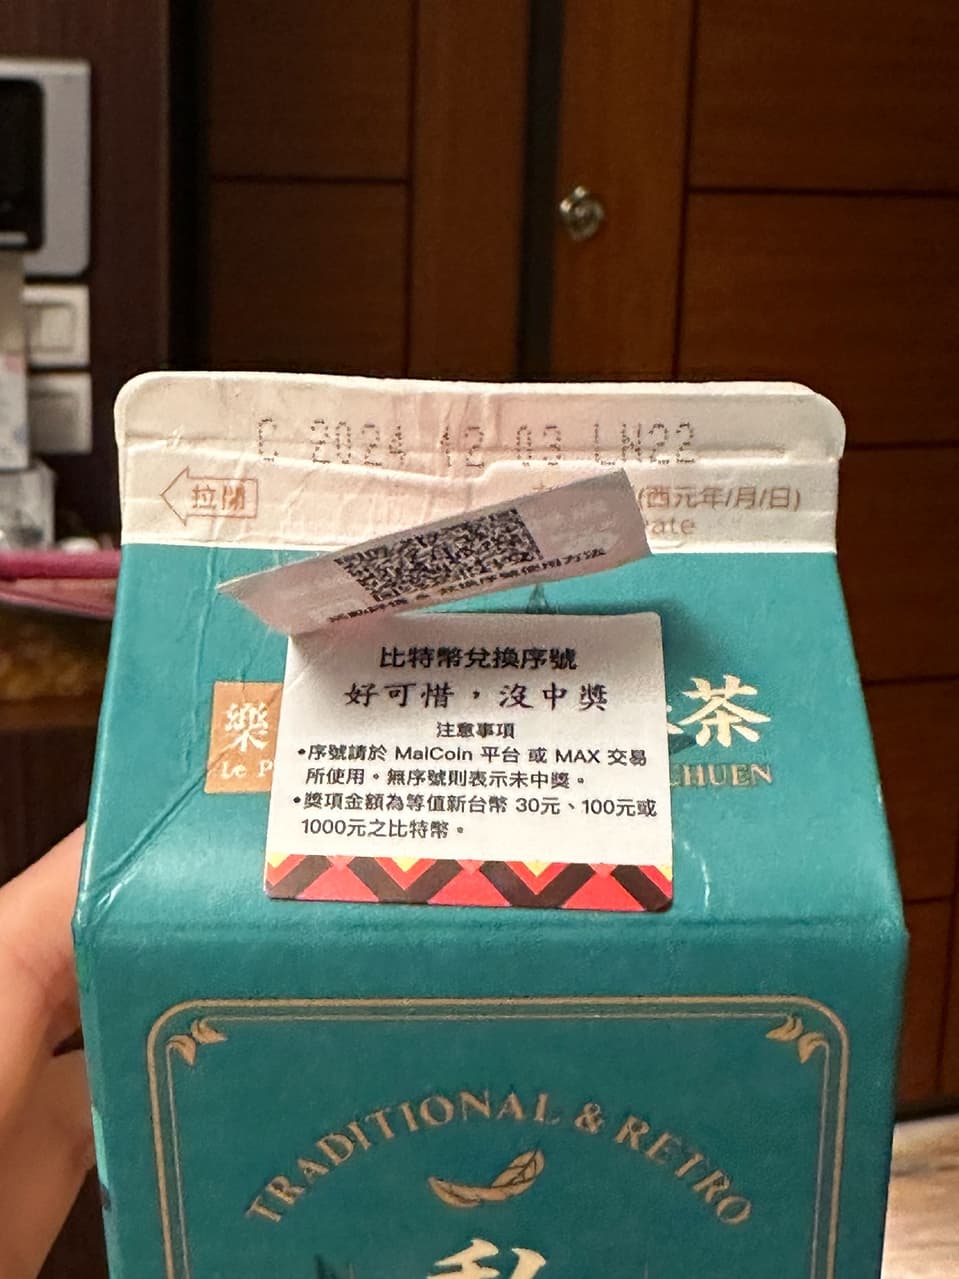 C 2024 12 03 LN22
拉開
(西元年/月/日)
比特幣兌換序號
好可惜，沒中獎
注意事項
•序號請於 MaiCoin 平台 或 MAX 交易
所使用。無序號則表示未中獎。
•獎項金額為等值新台幣 30元、100元或
1000元之比特幣。
樂
茶
Le P
CHUEN
TRADITIONAL & RETRO